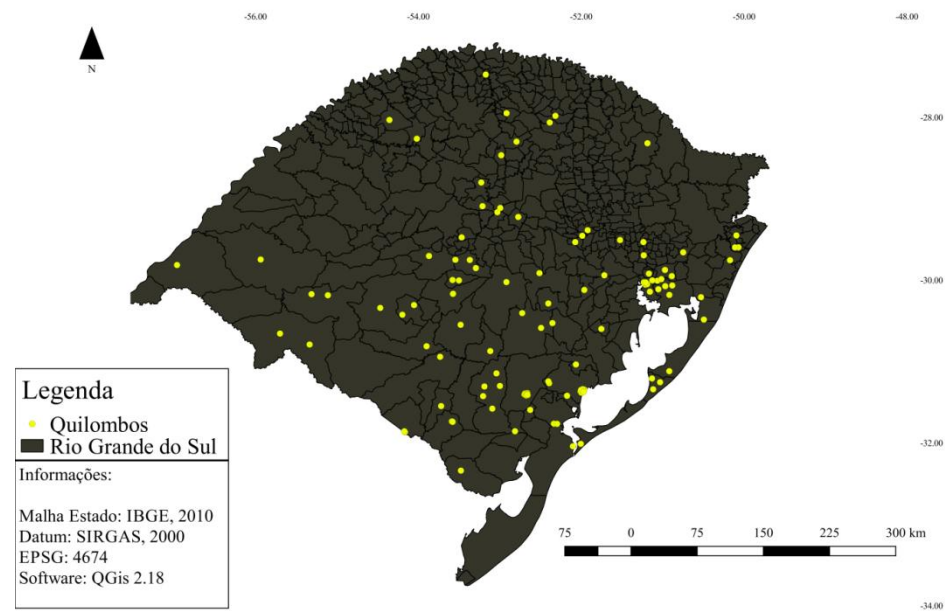 -56.00
-54.00
-52.00
-50.00
-48.00
N
-28.00
-30.00
-32.00
-34.00
Legenda
Quilombos
Rio Grande do Sul
Informações:
Malha Estado: IBGE, 2010
Datum: SIRGAS, 2000
EPSG: 4674
Software: QGis 2.18
75 0 75 150 225 300 km